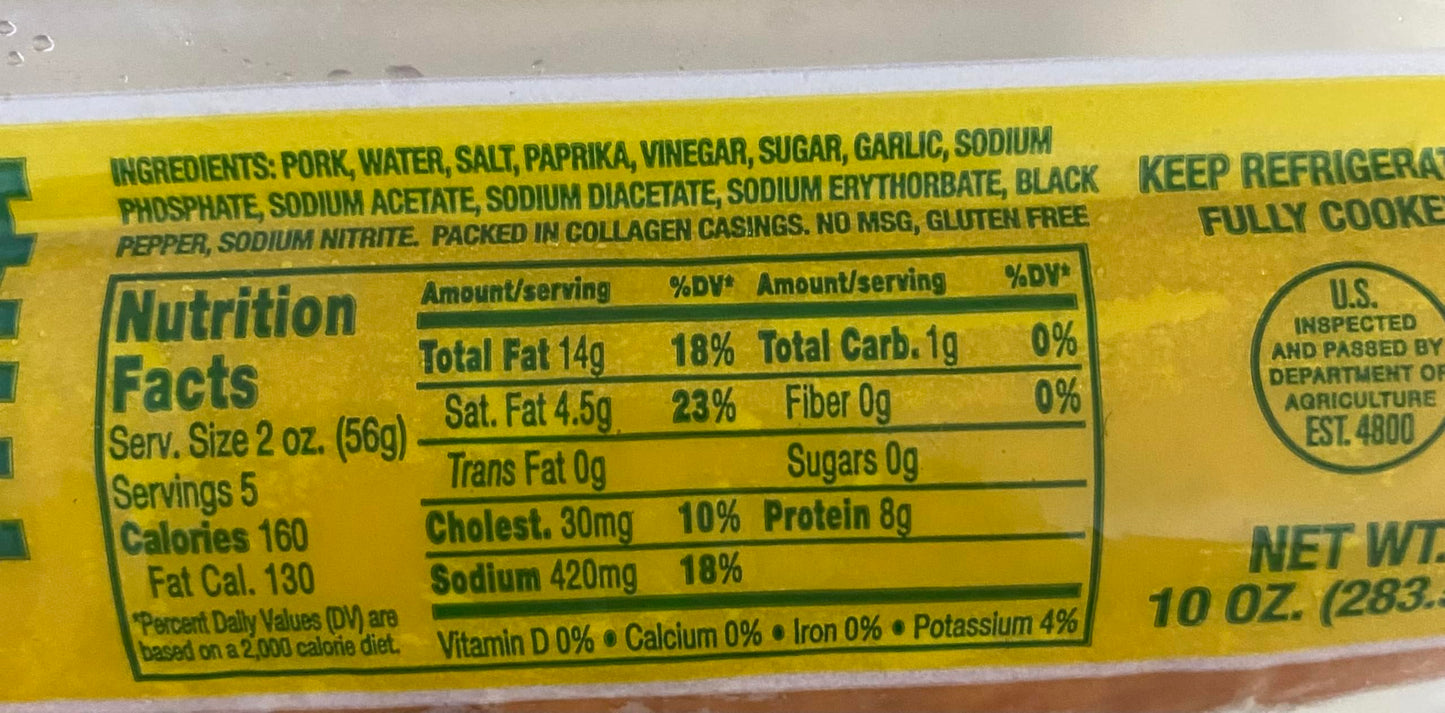 INGREDIENTS: PORK, WATER, SALT, PAPRIKA, VINEGAR, SUGAR, GARLIC, SODIUM
PHOSPHATE, SODIUM ACETATE, SODIUM DIACETATE, SODIUM ERYTHORBATE, BLACK
PEPPER, SODIUM NITRITE. PACKED IN COLLAGEN CASINGS. NO MSG, GLUTEN FREE
Nutrition
Facts
Serv. Size 2 oz. (56g)
Servings 5
Calories 160
Fat Cal. 130
*Percent Daily Values (DV) are
based on a 2,000 calorie diet.
Amount/serving %DV* Amount/serving %DV*
Total Fat 14g 18% Total Carb. 1g 0%
Sat. Fat 4.5g 23% Fiber 0g 0%
Trans Fat 0g Sugars 0g
Cholest. 30mg 10% Protein 8g
Sodium 420mg 18%
Vitamin D 0% • Calcium 0% • Iron 0% • Potassium 4%
KEEP REFRIGERAT
FULLY COOKE
U.S.
INSPECTED
AND PASSED BY
DEPARTMENT OF
AGRICULTURE
EST. 4800
NET WT.
10 OZ. (283.